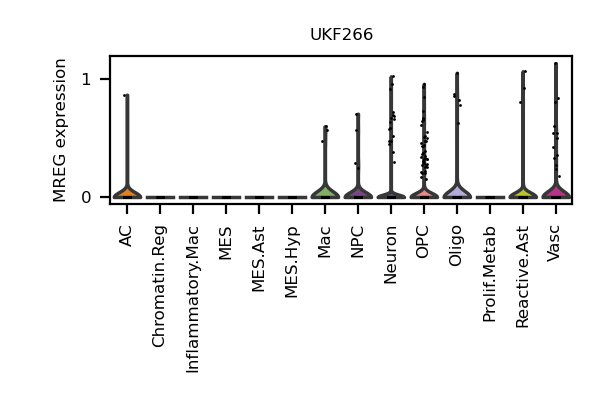 UKF266
MREG expression
1
0
AC
Chromatin.Reg
Inflammatory.Mac
MES
MES.Ast
MES.Hyp
Mac
NPC
Neuron
OPC
Oligo
Prolif.Metab
Reactive.Ast
Vasc